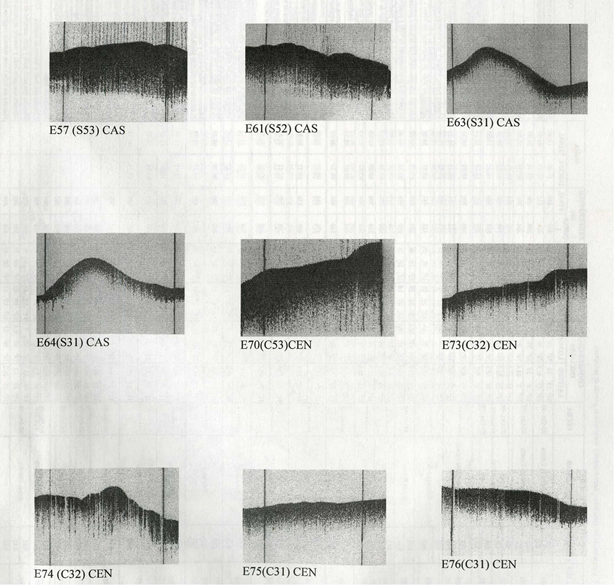 E57 (S53) CAS
E61(S52) CAS
E63(S31) CAS
E64(S31) CAS
E70(C53)CEN
E73(C32) CEN
E74 (C32) CEN
E75(C31) CEN
E76(C31) CEN